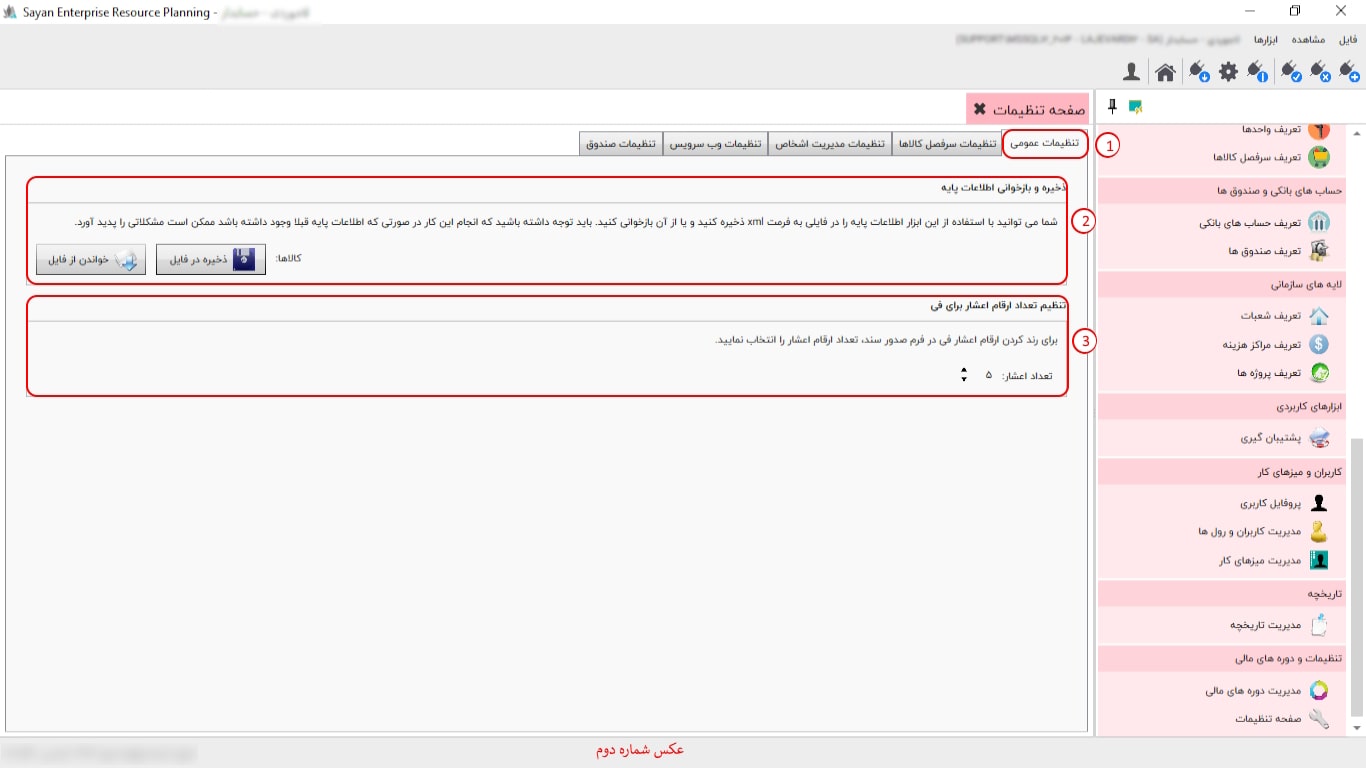 Sayan Enterprise Resource Planning -
فایل مشاهده ابزارها
صفحه تنظیمات
تنظیمات عمومی
تنظیمات سرفصل کالاها
تنظیمات مدیریت اشخاص
تنظیمات وب سرویس
تنظیمات صندوق
1
ذخیره و بازخوانی اطلاعات پایه
شما می توانید با استفاده از این ابزار اطلاعات پایه را در فایلی به فرمت xml ذخیره کنید و یا از آن بازخوانی کنید. باید توجه داشته باشید که انجام این کار در صورتی که اطلاعات پایه قبلا وجود داشته باشد ممکن است مشکلاتی را پدید آورد.
2
کالاها:
ذخیره در فایل
خواندن از فایل
تنظیم تعداد ارقام اعشار برای فی
برای رند کردن ارقام اعشار فی در فرم صدور سند، تعداد ارقام اعشار را انتخاب نمایید.
3
تعداد اعشار: ۵
تعریف واحدها
تعریف سرفصل کالاها
حساب های بانکی و صندوق ها
تعریف حساب های بانکی
تعریف صندوق ها
لایه های سازمانی
تعریف شعبات
تعریف مراکز هزینه
تعریف پروژه ها
ابزارهای کاربردی
پشتیبان گیری
کاربران و میزهای کار
پروفایل کاربری
مدیریت کاربران و رول ها
مدیریت میزهای کار
تاریخچه
مدیریت تاریخچه
تنظیمات و دوره های مالی
مدیریت دوره های مالی
صفحه تنظیمات
عکس شماره دوم